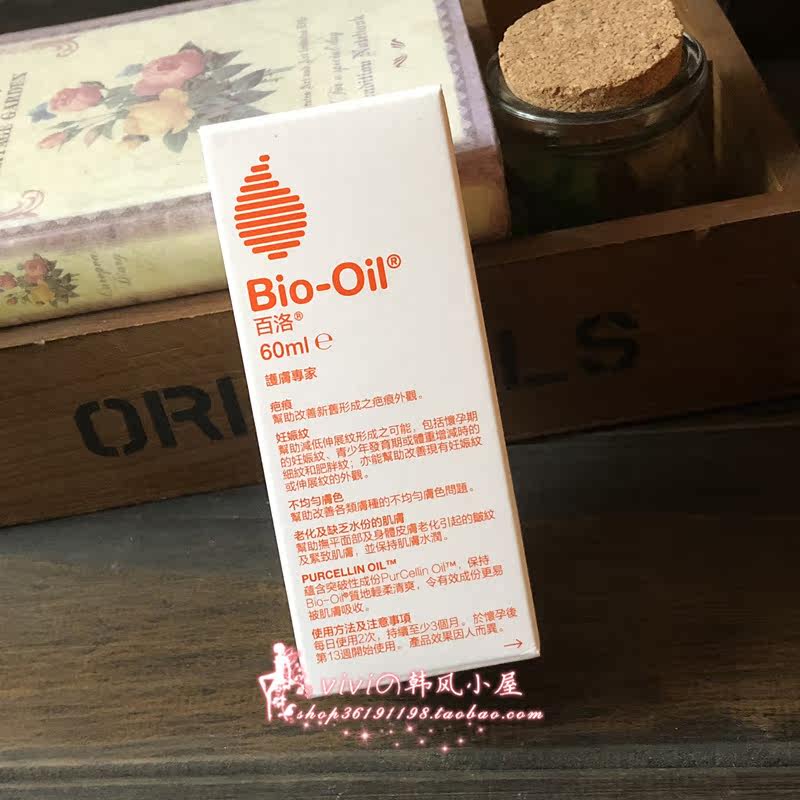 Tradition Notebook
Bio-Oil®
百洛®
60ml e
護膚專家
疤痕
幫助改善新舊形成之疤痕外觀。
妊娠紋
幫助減低伸展紋形成之可能，包括懷孕期
的妊娠紋、青少年發育期或體重增減時的
細紋和肥胖紋；亦能幫助改善現有妊娠紋
或伸展紋的外觀。
不均勻膚色
幫助改善各類膚種的不均勻膚色問題。
老化及缺乏水份的肌膚
幫助撫平面部及身體皮膚老化引起的皺紋
及緊致肌膚，並保持肌膚水潤。
PURCELLIN OIL™
蘊含突破性成份PurCellin Oil™，保持
Bio-Oil®質地輕柔清爽，令有效成份更易
被肌膚吸收。
使用方法及注意事項
每日使用2次，持續至少3個月。於懷孕後
第13週開始使用。產品效果因人而異。
→
ORI LS
viviの韩风小屋
shop36191198.taobao.com